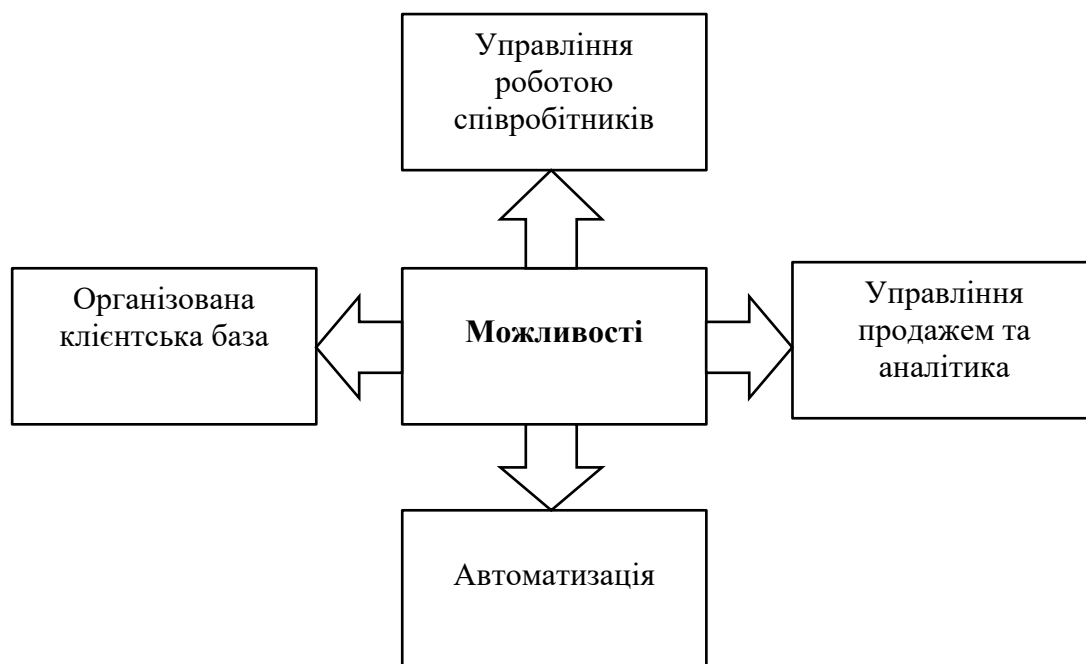 Управління
роботою
співробітників
Організована
клієнтська база
Можливості
Управління
продажем та
аналітика
Автоматизація